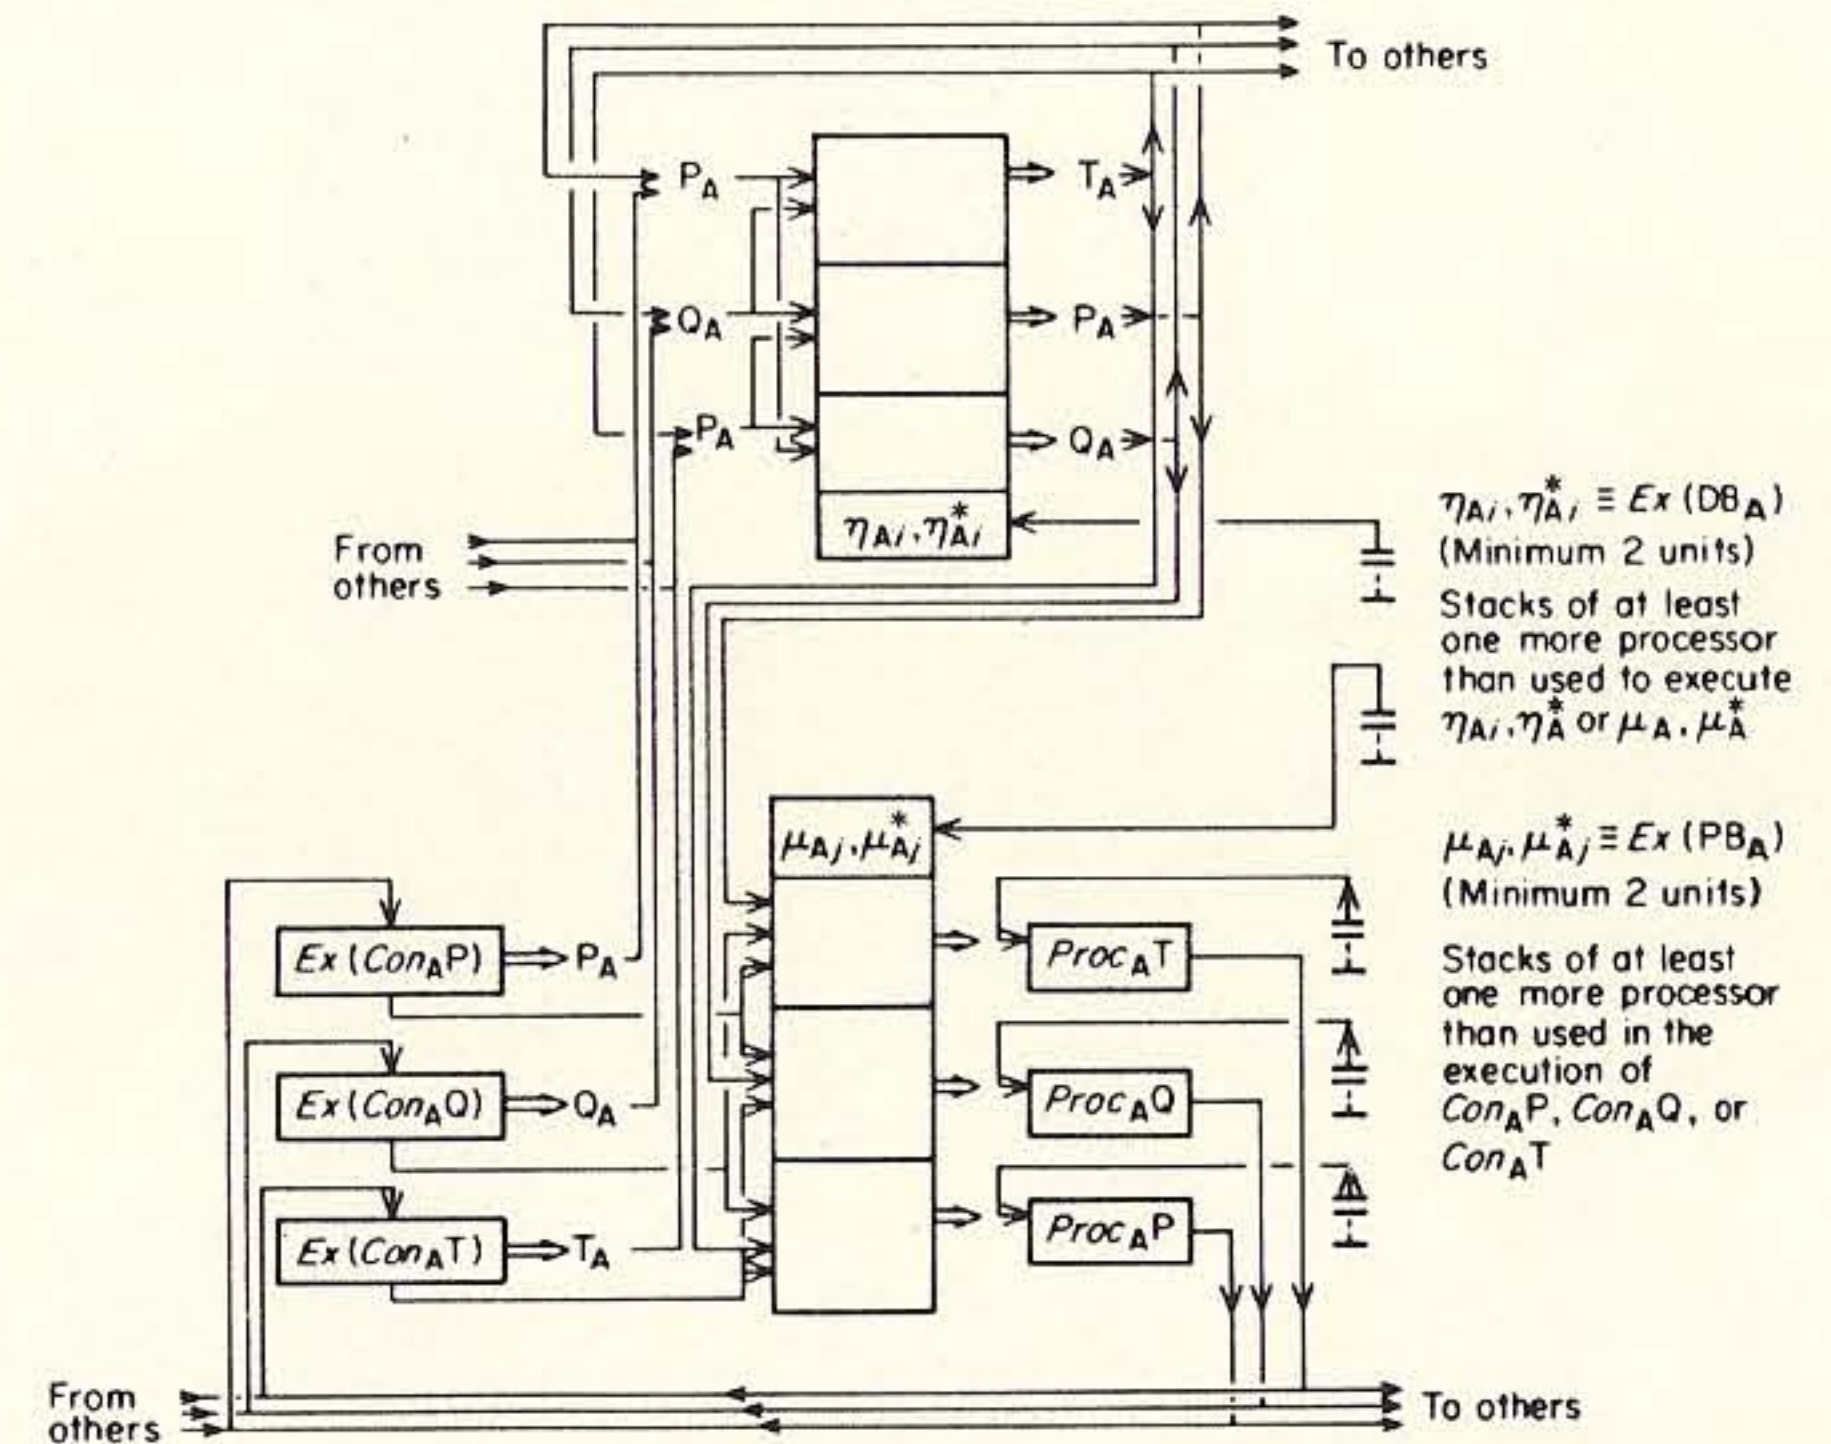 To others
P_A
T_A
Q_A
P_A
P_A
Q_A
η_Ai, η*_Ai
From
others
η_Ai, η*_Ai ≡ Ex (DB_A)
(Minimum 2 units)
Stacks of at least
one more processor
than used to execute
η_Ai, η*_A or μ_A, μ*_A
μ_Aj, μ*_Aj
μ_Aj, μ*_Aj ≡ Ex (PB_A)
(Minimum 2 units)
Stacks of at least
one more processor
than used in the
execution of
Con_A P, Con_A Q, or
Con_A T
Ex (Con_A P)
P_A
Proc_A T
Ex (Con_A Q)
Q_A
Proc_A Q
Ex (Con_A T)
T_A
Proc_A P
From
others
To others